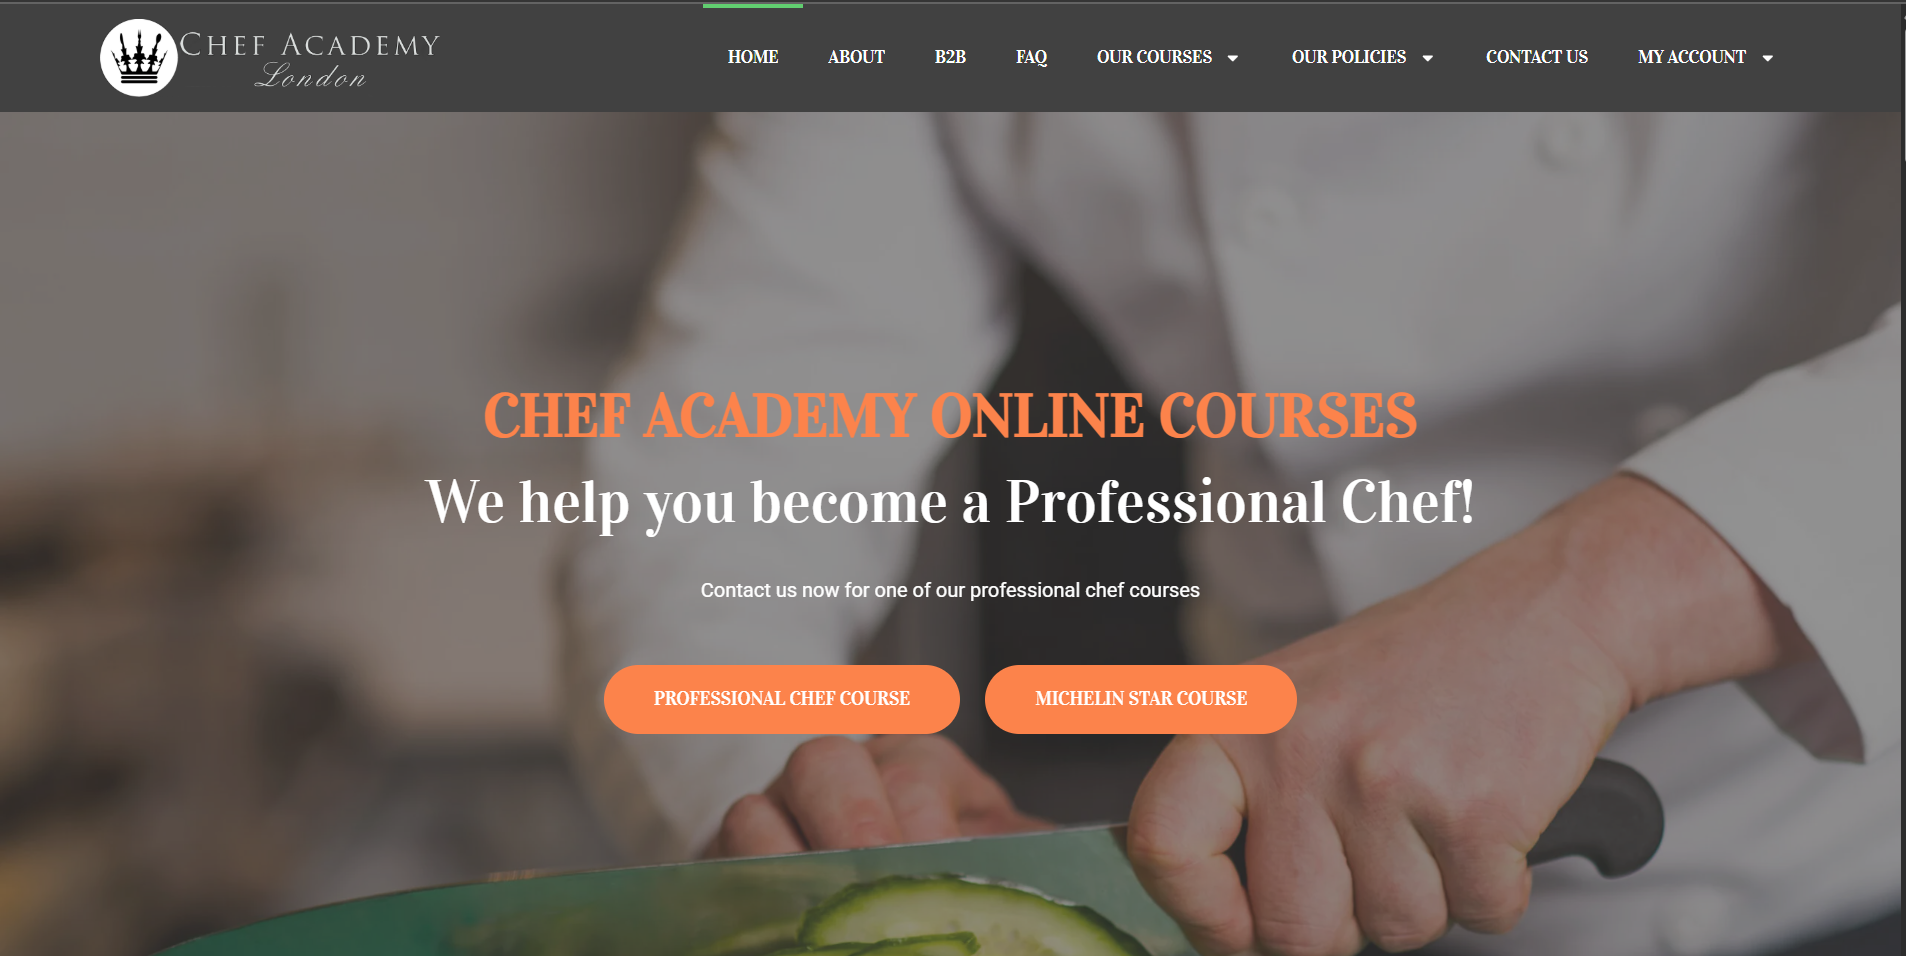 CHEF ACADEMY
London
HOME
ABOUT
B2B
FAQ
OUR COURSES
OUR POLICIES
CONTACT US
MY ACCOUNT
CHEF ACADEMY ONLINE COURSES
We help you become a Professional Chef!
Contact us now for one of our professional chef courses
PROFESSIONAL CHEF COURSE
MICHELIN STAR COURSE